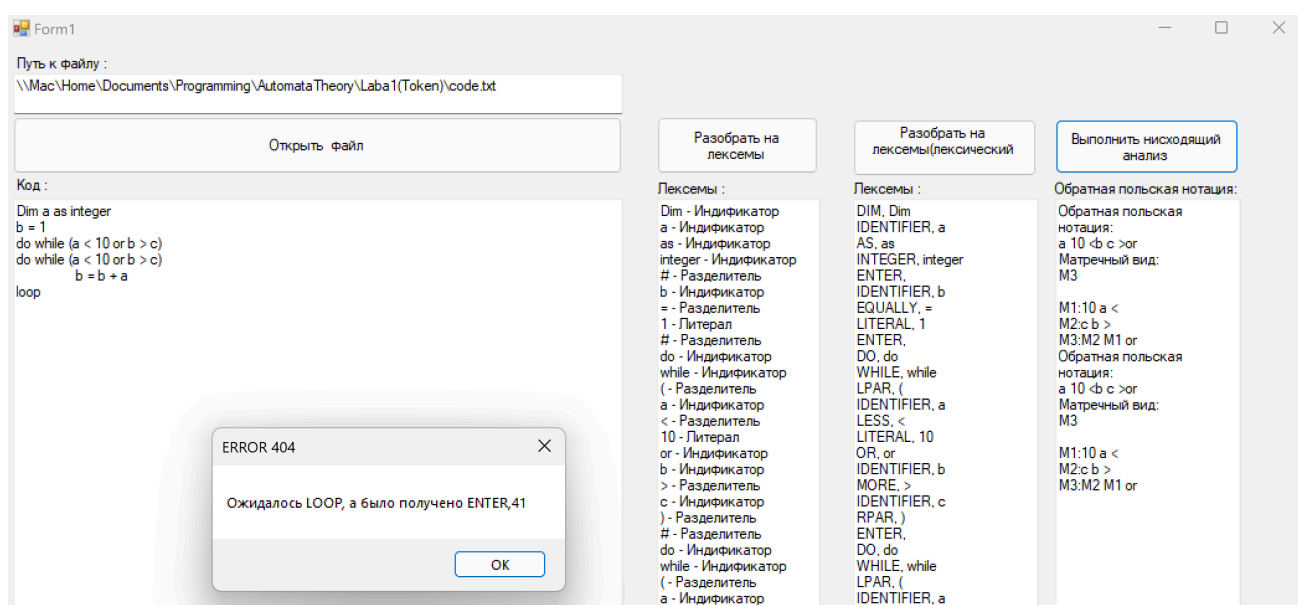 Form1
Путь к файлу :
\\Mac\Home\Documents\Programming\AutomataTheory\Laba1(Token)\code.txt
Открыть файл
Разобрать на
лексемы
Разобрать на
лексемы(лексический
Выполнить нисходящий
анализ
Код :
Dim a as integer
b = 1
do while (a < 10 or b > c)
do while (a < 10 or b > c)
b = b + a
loop
Лексемы :
Dim - Индификатор
a - Индификатор
as - Индификатор
integer - Индификатор
# - Разделитель
b - Индификатор
= - Разделитель
1 - Литерал
# - Разделитель
do - Индификатор
while - Индификатор
( - Разделитель
a - Индификатор
< - Разделитель
10 - Литерал
or - Индификатор
b - Индификатор
> - Разделитель
c - Индификатор
) - Разделитель
# - Разделитель
do - Индификатор
while - Индификатор
( - Разделитель
a - Индификатор
Лексемы :
DIM, Dim
IDENTIFIER, a
AS, as
INTEGER, integer
ENTER,
IDENTIFIER, b
EQUALLY, =
LITERAL, 1
ENTER,
DO, do
WHILE, while
LPAR, (
IDENTIFIER, a
LESS, <
LITERAL, 10
OR, or
IDENTIFIER, b
MORE, >
IDENTIFIER, c
RPAR, )
ENTER,
DO, do
WHILE, while
LPAR, (
IDENTIFIER, a
Обратная польская нотация:
Обратная польская
нотация:
a 10 <b c >or
Матречный вид:
M3
M1:10 a <
M2:c b >
M3:M2 M1 or
Обратная польская
нотация:
a 10 <b c >or
Матречный вид:
M3
M1:10 a <
M2:c b >
M3:M2 M1 or
ERROR 404
Ожидалось LOOP, а было получено ENTER,41
OK